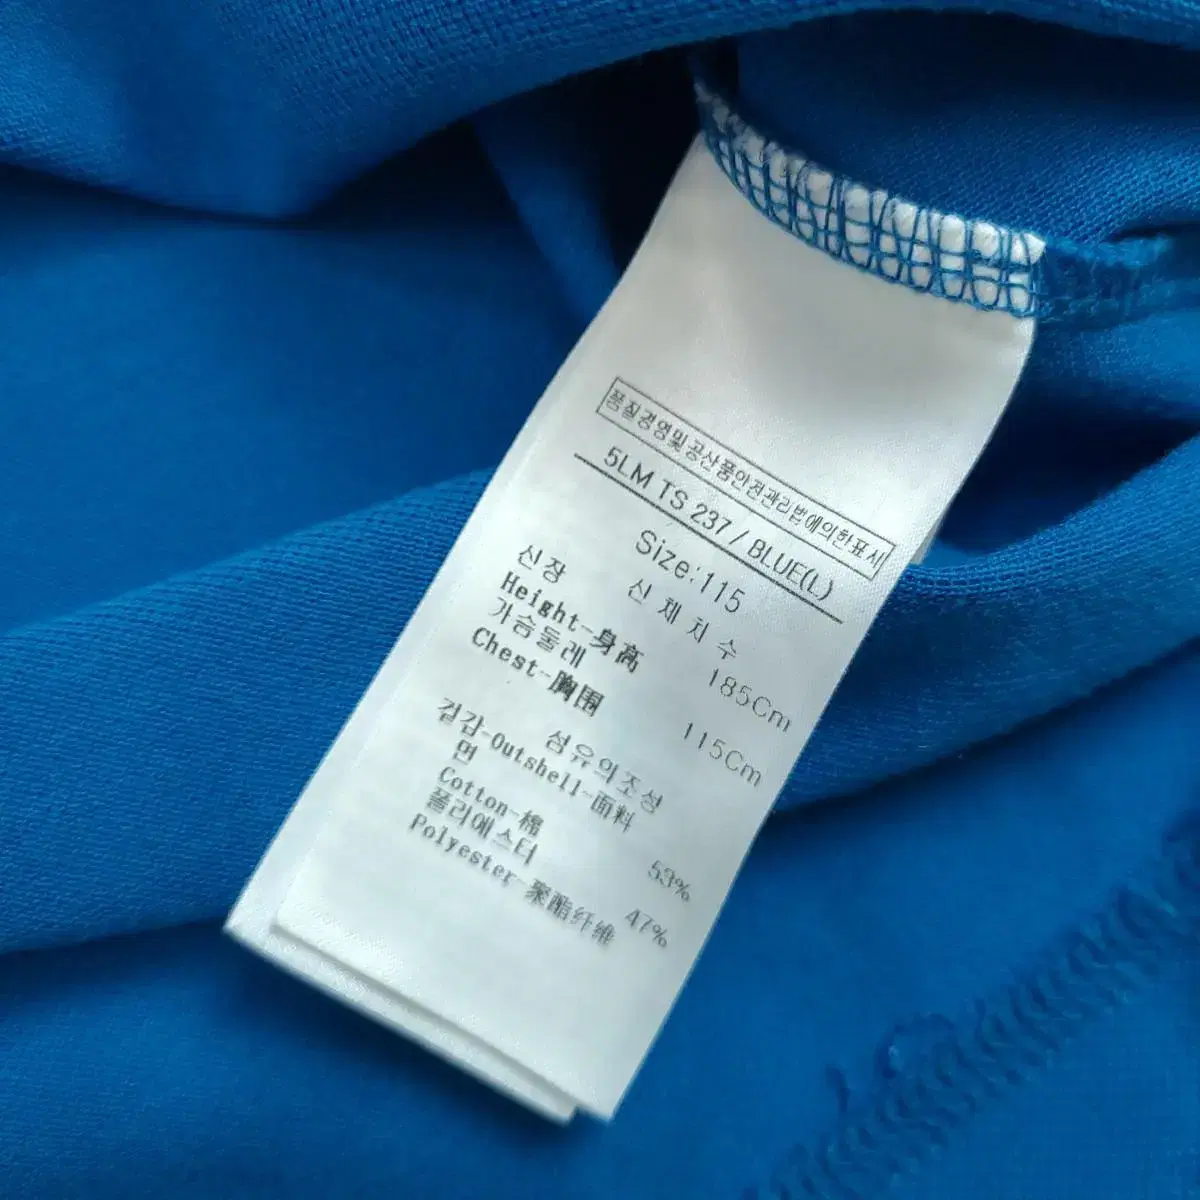 품질경영및공산품안전관리법에의한표시
5LM TS 237 / BLUE(L)
Size:115
신체치수
신장
Height-身高 185Cm
가슴둘레
Chest-胸围 115Cm
섬유의조성
겉감-Outshell-面料
면
Cotton-棉 53%
폴리에스터
Polyester-聚酯纤维 47%